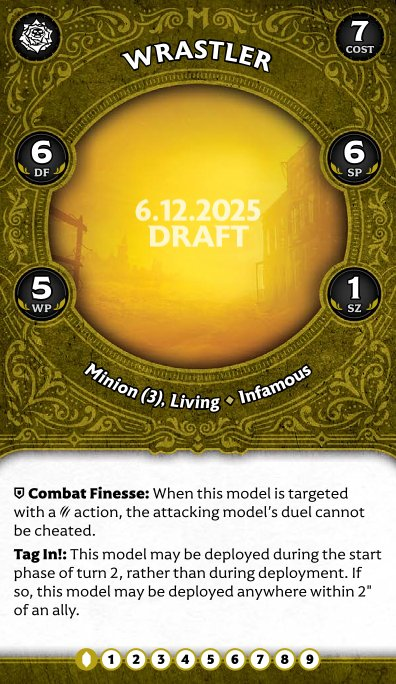 M
WRASTLER
7
COST
6
DF
6
SP
6.12.2025
DRAFT
5
WP
1
SZ
Minion (3), Living ♦ Infamous
Combat Finesse: When this model is targeted
with a action, the attacking model’s duel cannot
be cheated.
Tag In!: This model may be deployed during the start
phase of turn 2, rather than during deployment. If
so, this model may be deployed anywhere within 2"
of an ally.
1 2 3 4 5 6 7 8 9